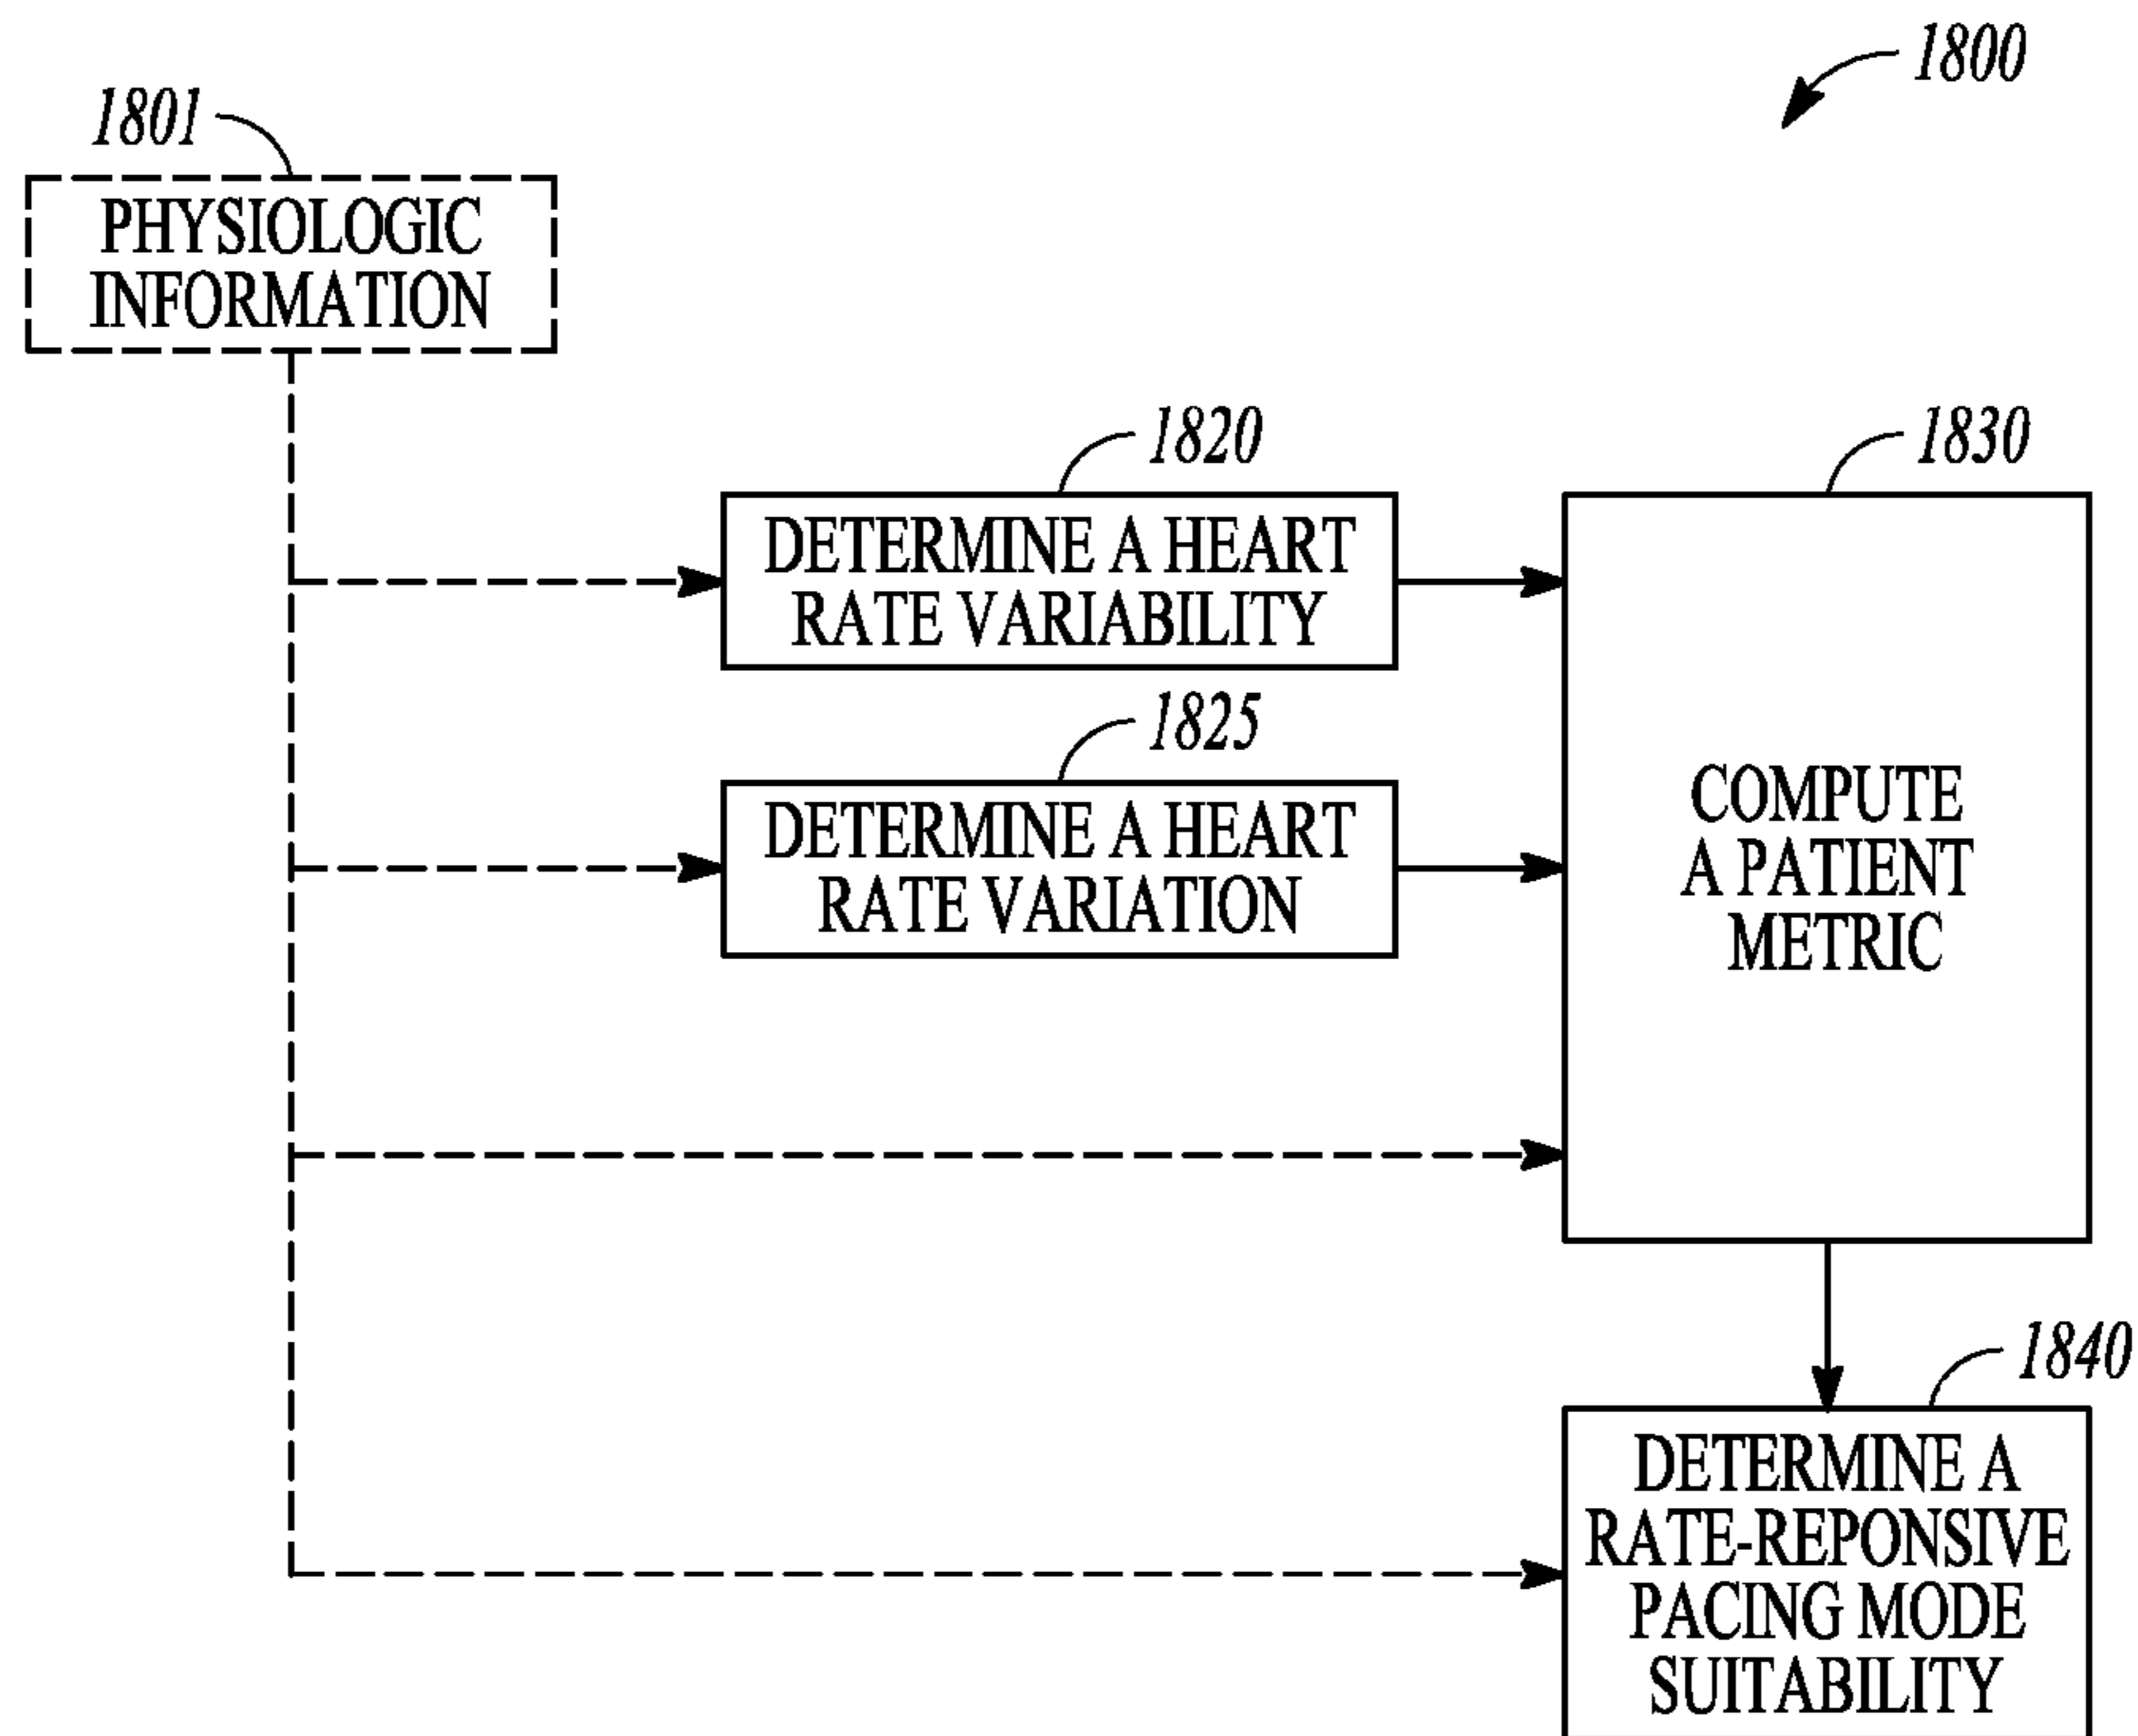 1800
1801
PHYSIOLOGIC
INFORMATION
1820
DETERMINE A HEART
RATE VARIABILITY
1830
COMPUTE
A PATIENT
METRIC
1825
DETERMINE A HEART
RATE VARIATION
1840
DETERMINE A
RATE-REPONSIVE
PACING MODE
SUITABILITY